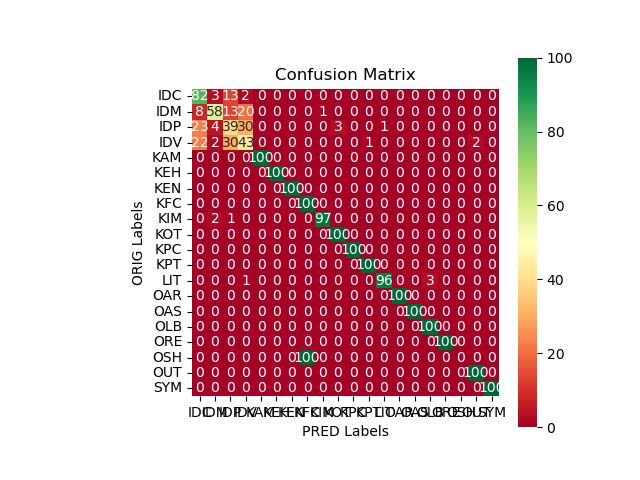 Confusion Matrix
IDC 82 3 13 2 0 0 0 0 0 0 0 0 0 0 0 0 0 0 0 0
IDM 8 58 13 20 0 0 0 0 1 0 0 0 0 0 0 0 0 0 0 0
IDP 23 4 39 30 0 0 0 0 0 3 0 0 1 0 0 0 0 0 0 0
IDV 22 2 30 43 0 0 0 0 0 0 0 1 0 0 0 0 0 0 2 0
KAM 0 0 0 0 100 0 0 0 0 0 0 0 0 0 0 0 0 0 0 0
KEH 0 0 0 0 0 100 0 0 0 0 0 0 0 0 0 0 0 0 0 0
KEN 0 0 0 0 0 0 100 0 0 0 0 0 0 0 0 0 0 0 0 0
KFC 0 0 0 0 0 0 0 100 0 0 0 0 0 0 0 0 0 0 0 0
KIM 0 2 1 0 0 0 0 0 97 0 0 0 0 0 0 0 0 0 0 0
KOT 0 0 0 0 0 0 0 0 0 100 0 0 0 0 0 0 0 0 0 0
KPC 0 0 0 0 0 0 0 0 0 0 100 0 0 0 0 0 0 0 0 0
KPT 0 0 0 0 0 0 0 0 0 0 0 100 0 0 0 0 0 0 0 0
LIT 0 0 0 1 0 0 0 0 0 0 0 0 96 0 0 3 0 0 0 0
OAR 0 0 0 0 0 0 0 0 0 0 0 0 0 100 0 0 0 0 0 0
OAS 0 0 0 0 0 0 0 0 0 0 0 0 0 0 100 0 0 0 0 0
OLB 0 0 0 0 0 0 0 0 0 0 0 0 0 0 0 100 0 0 0 0
ORE 0 0 0 0 0 0 0 0 0 0 0 0 0 0 0 0 100 0 0 0
OSH 0 0 0 0 0 0 0 100 0 0 0 0 0 0 0 0 0 0 0 0
OUT 0 0 0 0 0 0 0 0 0 0 0 0 0 0 0 0 0 0 100 0
SYM 0 0 0 0 0 0 0 0 0 0 0 0 0 0 0 0 0 0 0 100
IDC IDM IDP IDV KAM KEH KEN KFC KIM KOT KPC KPT LIT OAR OAS OLB ORE OSH OUT SYM
PRED Labels
ORIG Labels
100
80
60
40
20
0